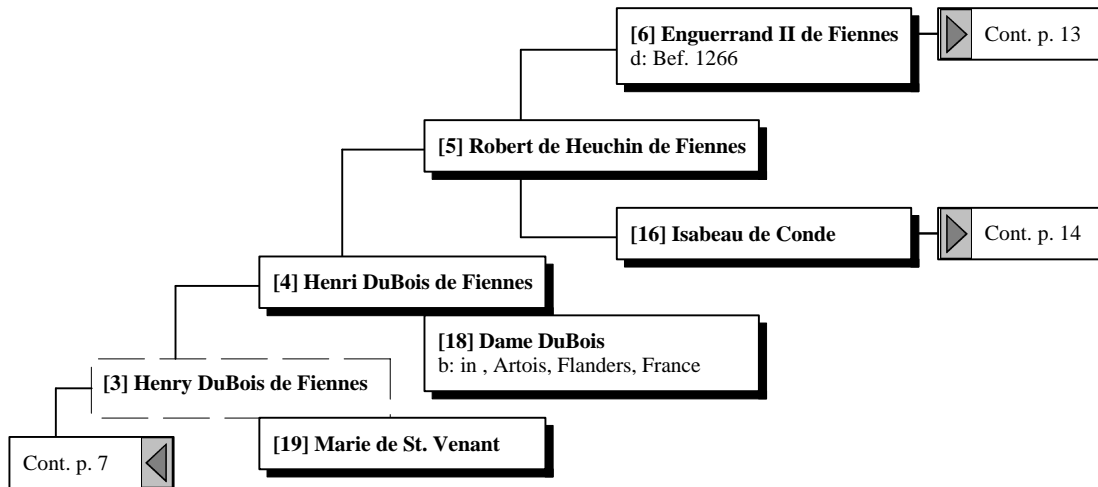 [6] Enguerrand II de Fiennes
d: Bef. 1266
Cont. p. 13
[5] Robert de Heuchin de Fiennes
[16] Isabeau de Conde
Cont. p. 14
[4] Henri DuBois de Fiennes
[18] Dame DuBois
b: in , Artois, Flanders, France
[3] Henry DuBois de Fiennes
[19] Marie de St. Venant
Cont. p. 7